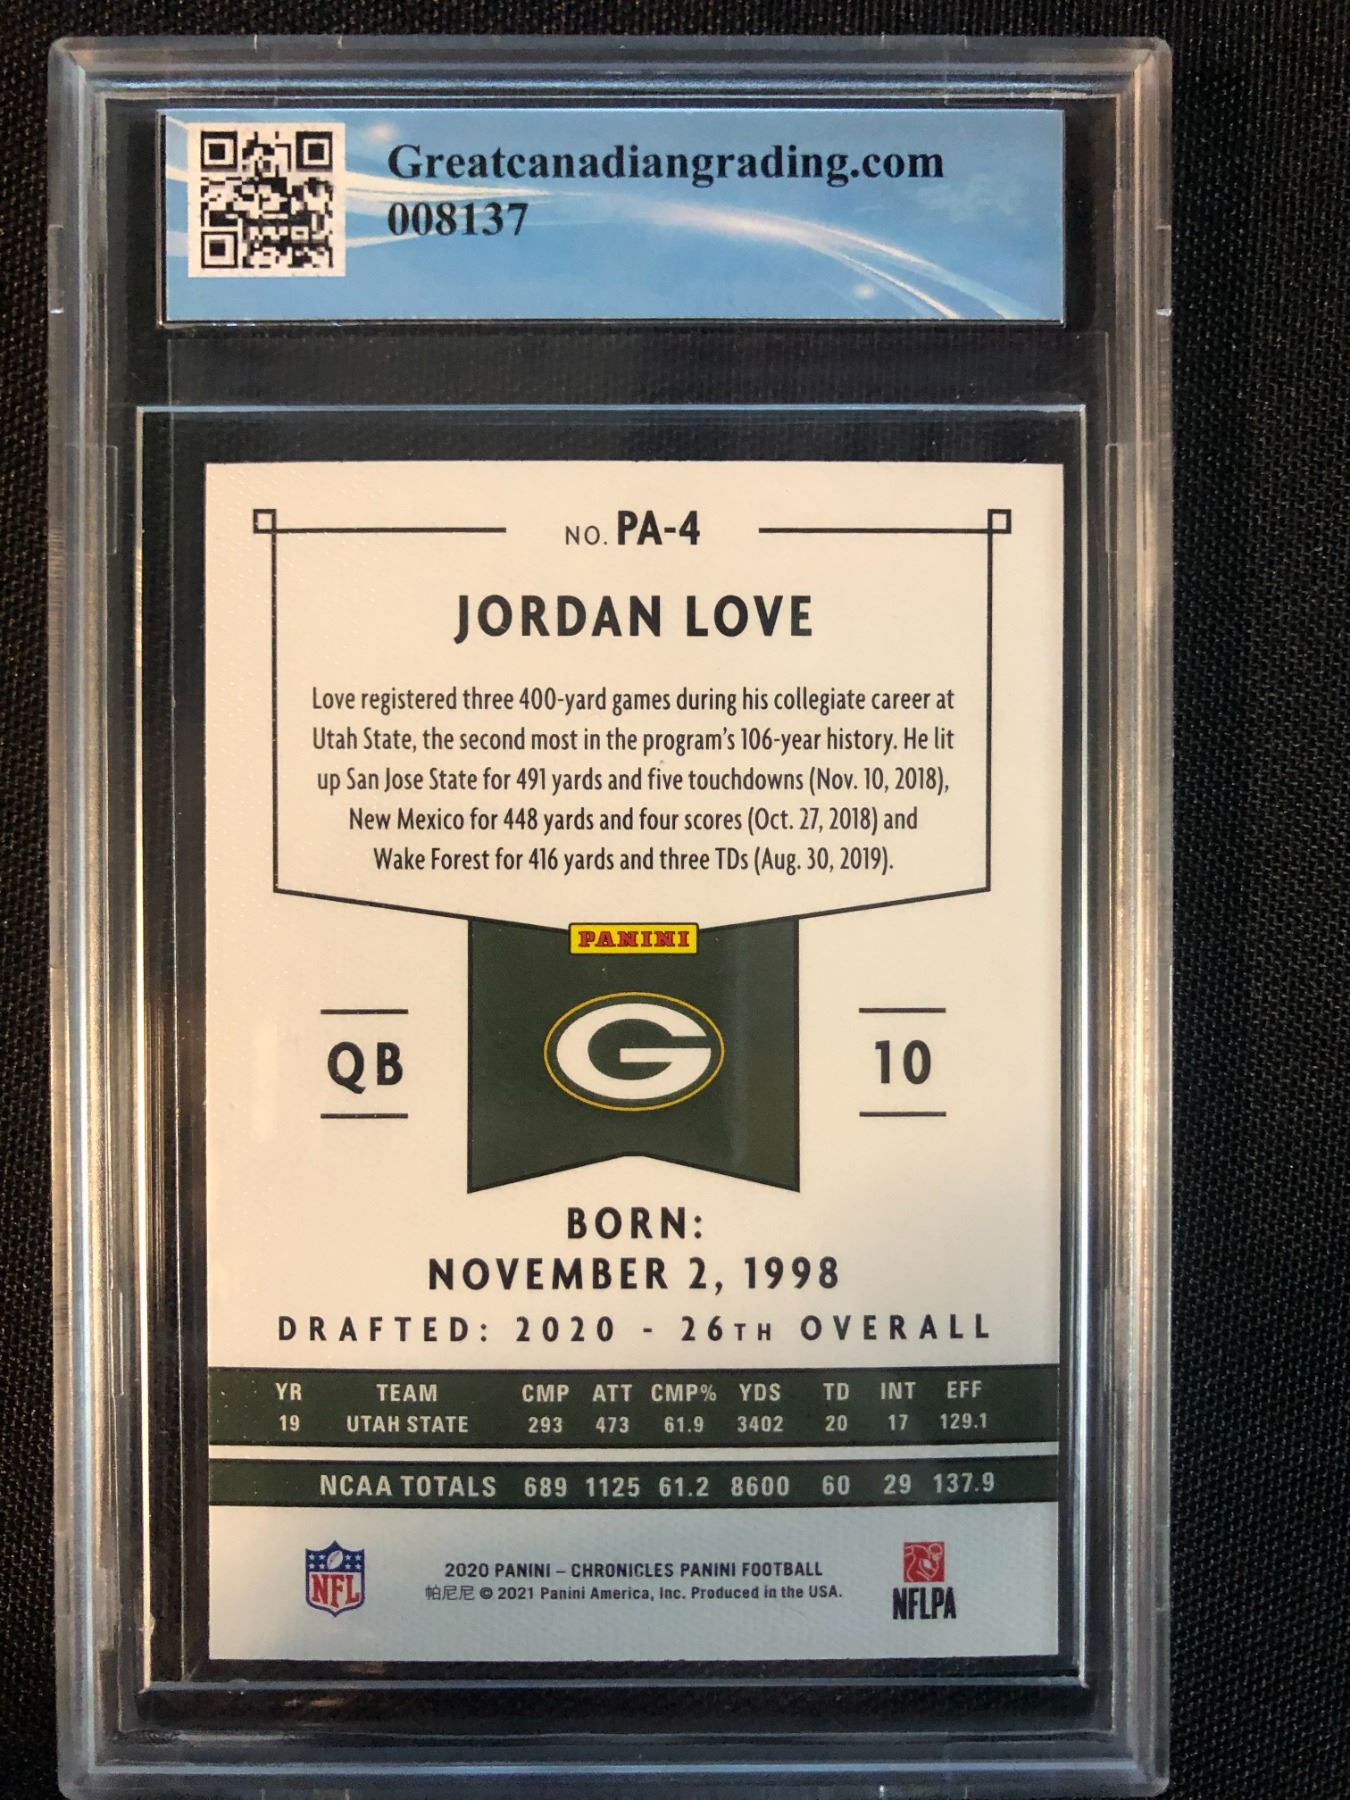 Greatcanadiangrading.com
008137
NO. PA-4
JORDAN LOVE
Love registered three 400-yard games during his collegiate career at
Utah State, the second most in the program's 106-year history. He lit
up San Jose State for 491 yards and five touchdowns (Nov. 10, 2018),
New Mexico for 448 yards and four scores (Oct. 27, 2018) and
Wake Forest for 416 yards and three TDs (Aug. 30, 2019).
PANINI
G
QB
10
BORN:
NOVEMBER 2, 1998
DRAFTED: 2020 - 26TH OVERALL
YR TEAM CMP ATT CMP% YDS TD INT EFF
19 UTAH STATE 293 473 61.9 3402 20 17 129.1
NCAA TOTALS 689 1125 61.2 8600 60 29 137.9
NFL
2020 PANINI – CHRONICLES PANINI FOOTBALL
帕尼尼 © 2021 Panini America, Inc. Produced in the USA.
NFLPA